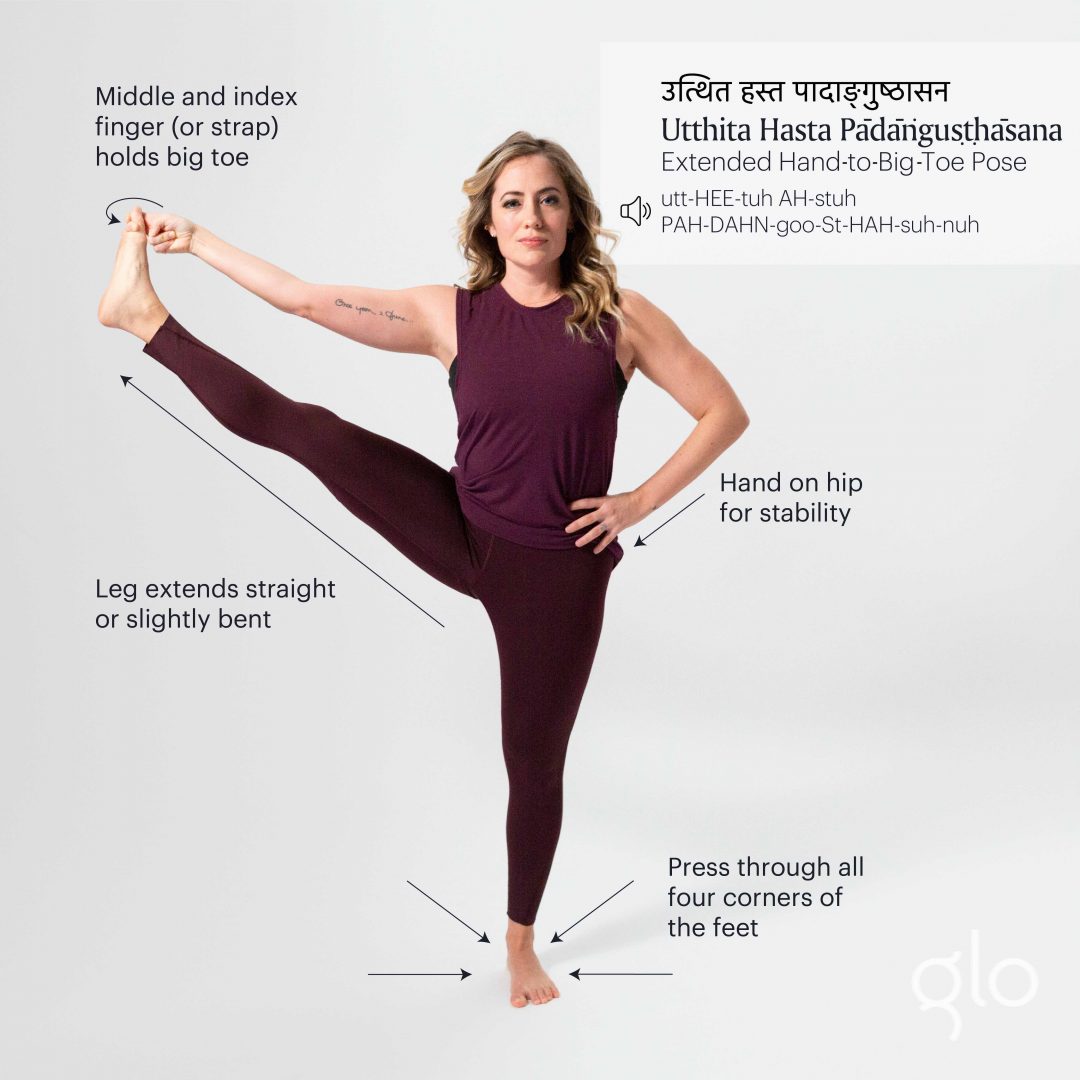 Middle and index
finger (or strap)
holds big toe
उत्थित हस्त पादाङ्गुष्ठासन
Utthita Hasta Pādāṅguṣṭhāsana
Extended Hand-to-Big-Toe Pose
utt-HEE-tuh AH-stuh
PAH-DAHN-goo-St-HAH-suh-nuh
Hand on hip
for stability
Leg extends straight
or slightly bent
Press through all
four corners of
the feet
glo